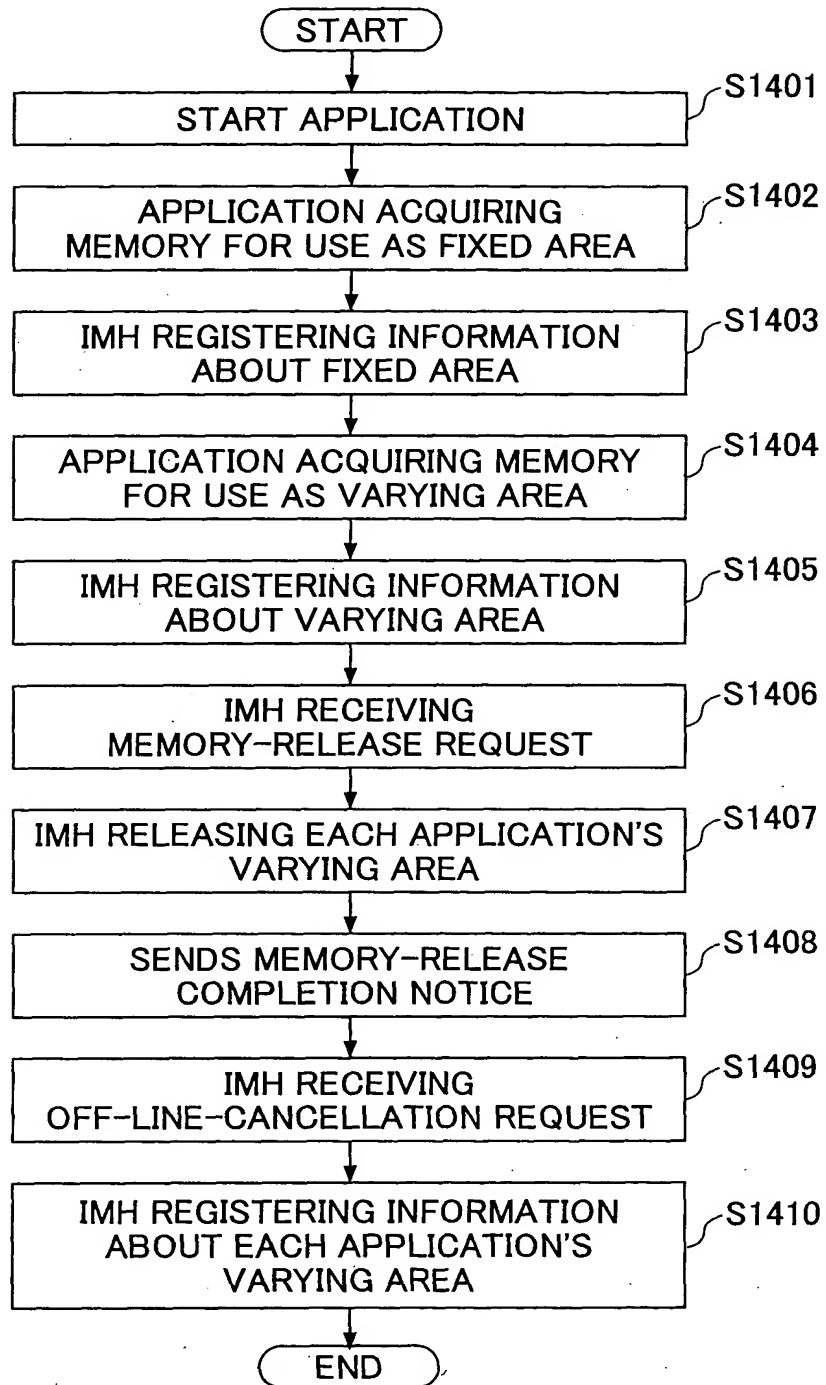 START
START APPLICATION
S1401
APPLICATION ACQUIRING
MEMORY FOR USE AS FIXED AREA
S1402
IMH REGISTERING INFORMATION
ABOUT FIXED AREA
S1403
APPLICATION ACQUIRING MEMORY
FOR USE AS VARYING AREA
S1404
IMH REGISTERING INFORMATION
ABOUT VARYING AREA
S1405
IMH RECEIVING
MEMORY-RELEASE REQUEST
S1406
IMH RELEASING EACH APPLICATION'S
VARYING AREA
S1407
SENDS MEMORY-RELEASE
COMPLETION NOTICE
S1408
IMH RECEIVING
OFF-LINE-CANCELLATION REQUEST
S1409
IMH REGISTERING INFORMATION
ABOUT EACH APPLICATION'S
VARYING AREA
S1410
END